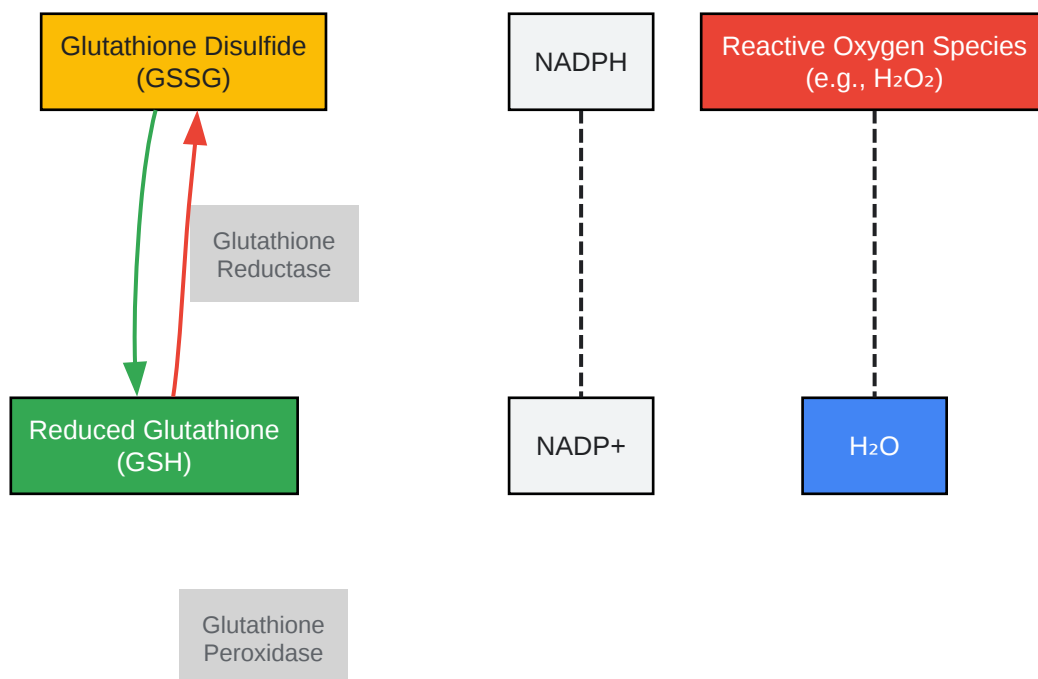 Glutathione Disulfide
(GSSG)
NADPH
Reactive Oxygen Species
(e.g., H₂O₂)
Glutathione
Reductase
Reduced Glutathione
(GSH)
NADP+
H₂O
Glutathione
Peroxidase